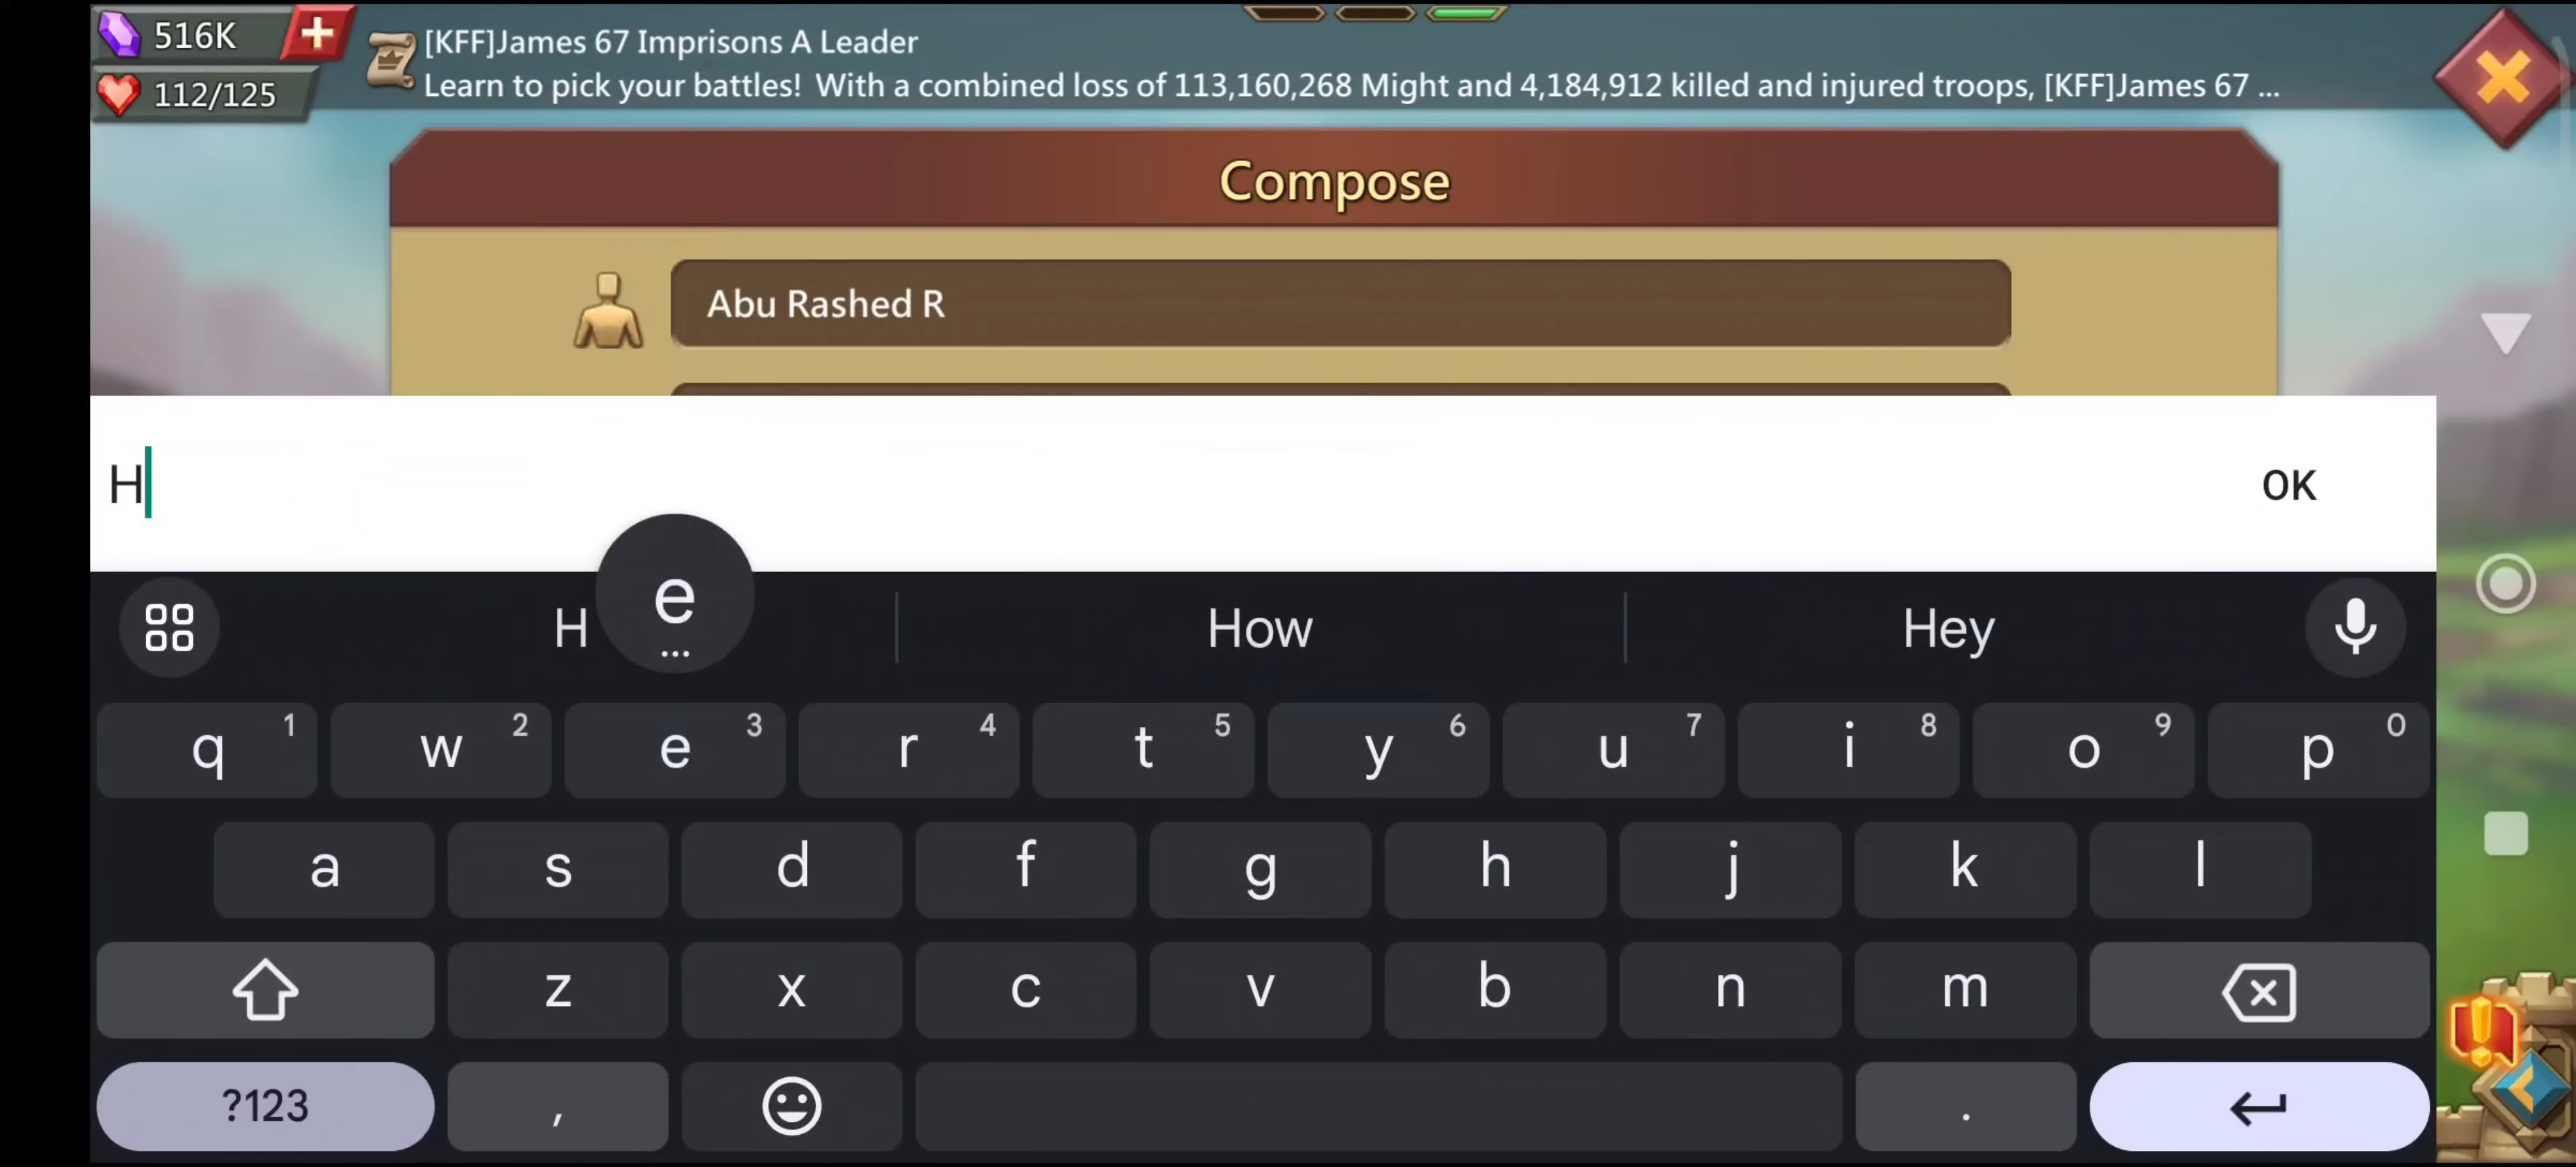 516K
112/125
[KFF]James 67 Imprisons A Leader
Learn to pick your battles! With a combined loss of 113,160,268 Might and 4,184,912 killed and injured troops, [KFF]James 67 ...
Compose
Abu Rashed R
H
OK
H
e
...
How
Hey
q 1 w 2 e 3 r 4 t 5 y 6 u 7 i 8 o 9 p 0
a s d f g h j k l
z x c v b n m
?123 , .